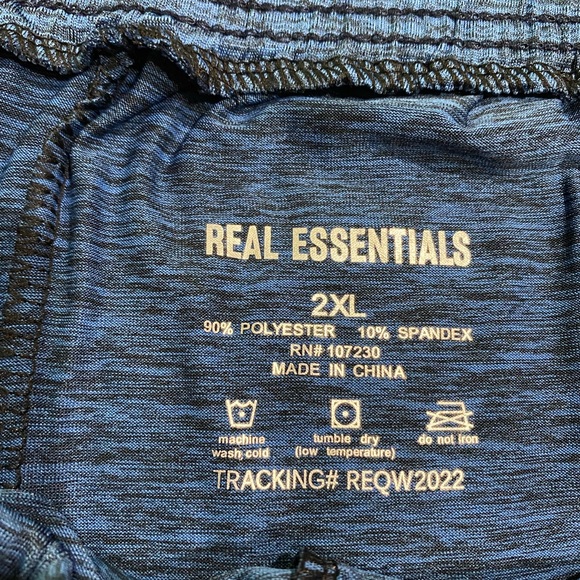 REAL ESSENTIALS
2XL
90% POLYESTER 10% SPANDEX
RN# 107230
MADE IN CHINA
machine wash cold
tumble dry (low temperature)
do not iron
TRACKING# REQW2022